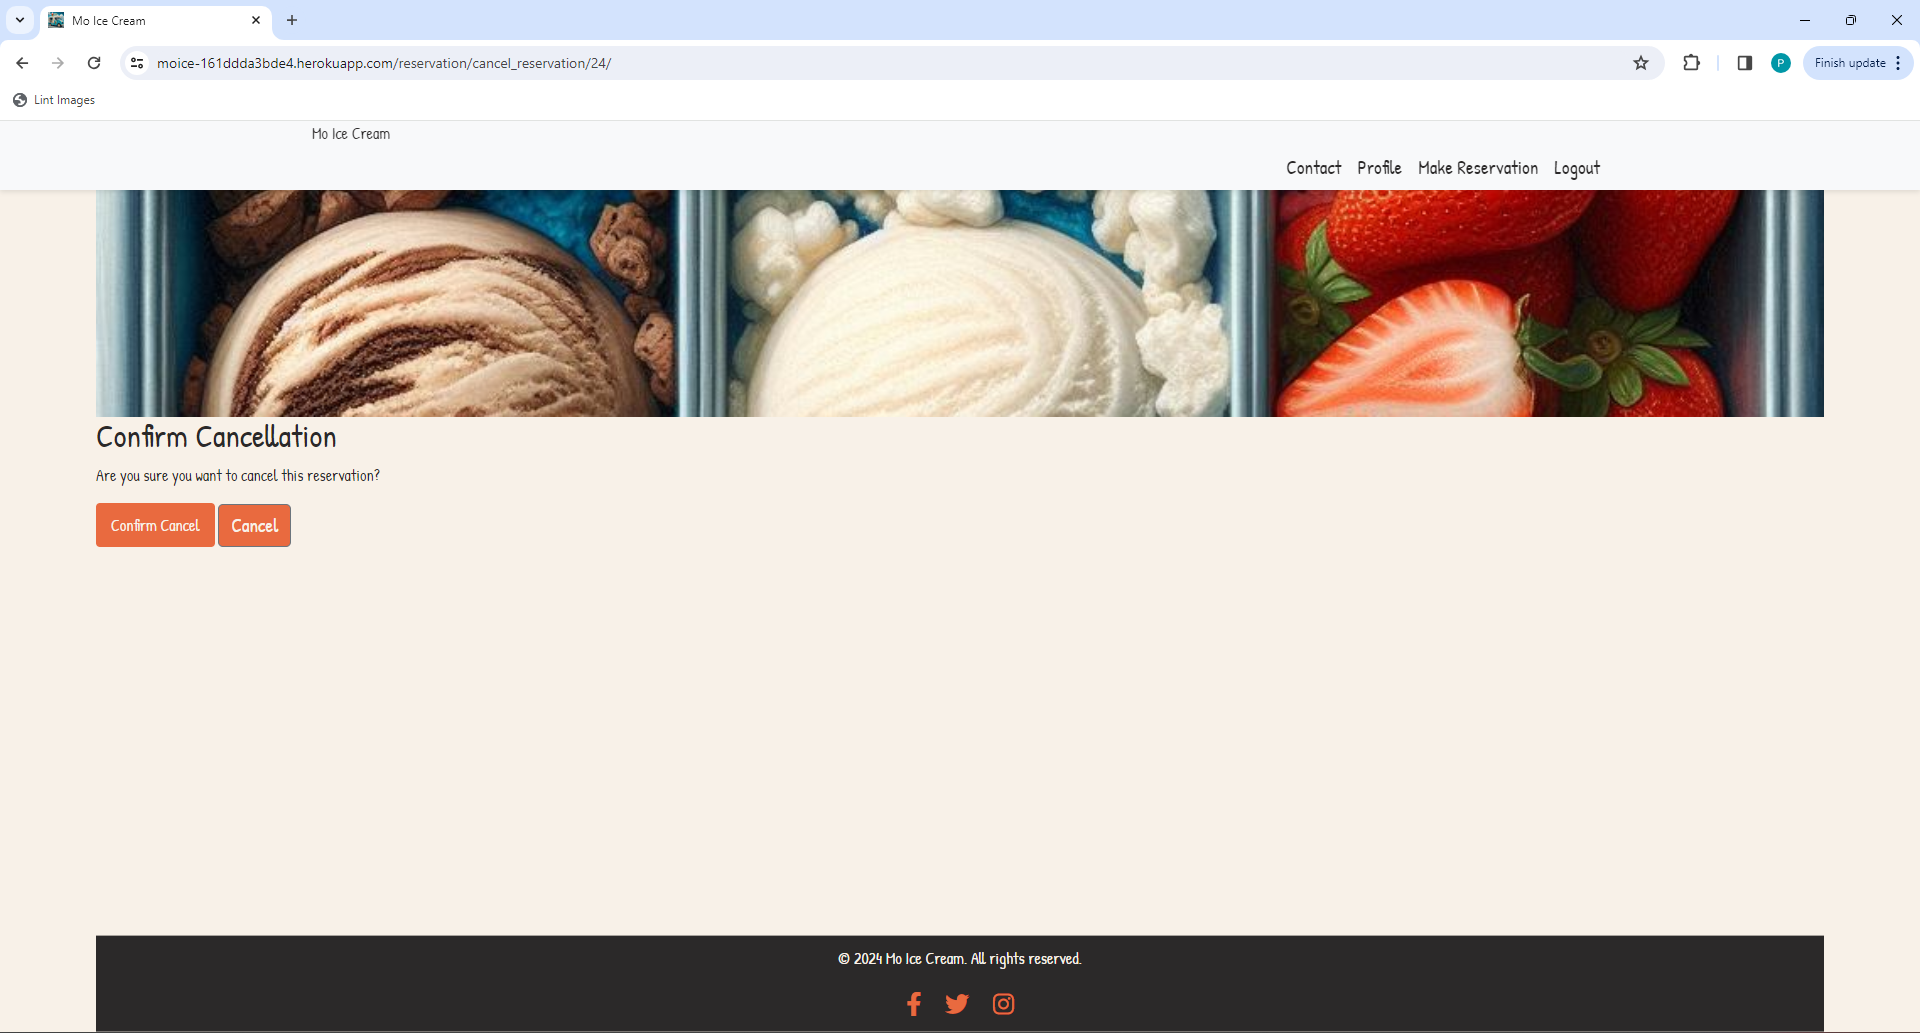 Mo Ice Cream
moice-161ddda3bde4.herokuapp.com/reservation/cancel_reservation/24/
P
Finish update
Lint Images
Mo Ice Cream
Contact Profile Make Reservation Logout
Confirm Cancellation
Are you sure you want to cancel this reservation?
Confirm Cancel Cancel
© 2024 Mo Ice Cream. All rights reserved.